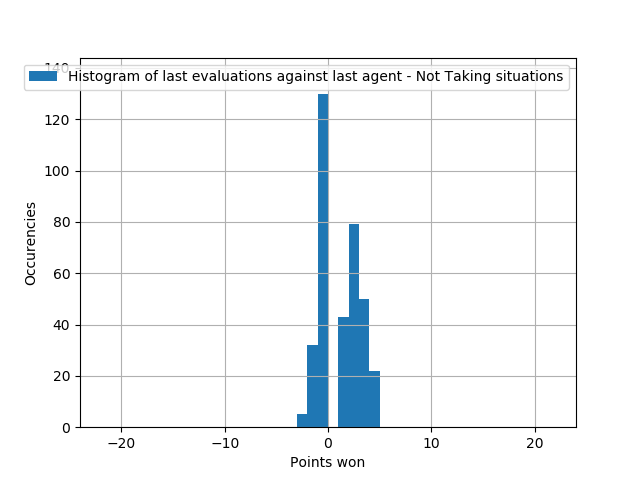 Histogram of last evaluations against last agent - Not Taking situations
140
120
100
80
60
40
20
0
Occurencies
−20 −10 0 10 20
Points won